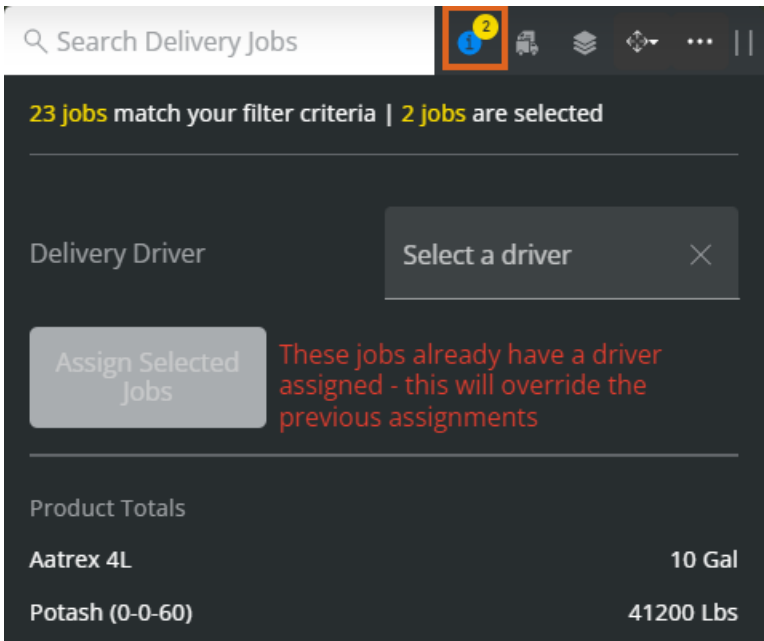 Search Delivery Jobs
2
i
23 jobs match your filter criteria | 2 jobs are selected
Delivery Driver
Select a driver
Assign Selected
Jobs
These jobs already have a driver
assigned - this will override the
previous assignments
Product Totals
Aatrex 4L 10 Gal
Potash (0-0-60) 41200 Lbs